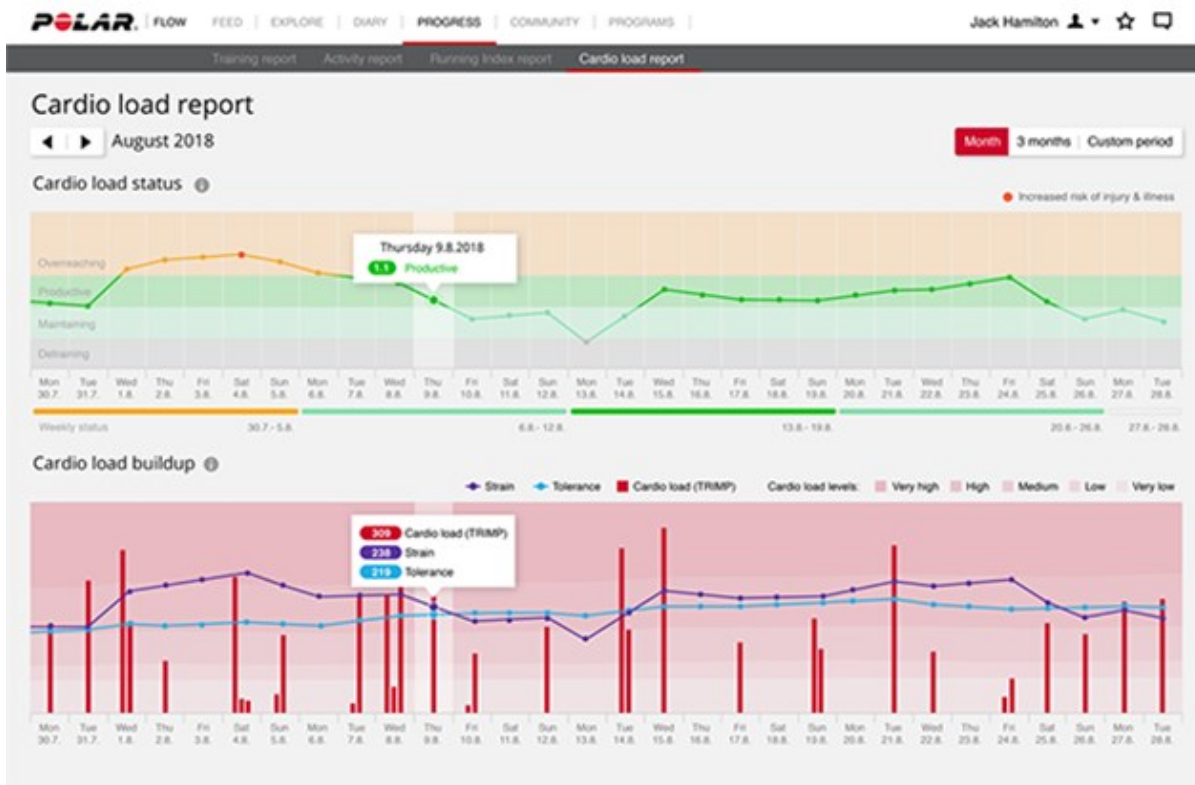 POLAR. FLOW FEED EXPLORE DIARY PROGRESS COMMUNITY PROGRAMS Jack Hamilton
Training report Activity report Running Index report Cardio load report
Cardio load report
August 2018 Month 3 months Custom period
Cardio load status
Increased risk of injury & illness
Thursday 9.8.2018
1.1 Productive
Overreaching
Productive
Maintaining
Detraining
Mon Tue Wed Thu Fri Sat Sun Mon Tue Wed Thu Fri Sat Sun Mon Tue Wed Thu Fri Sat Sun Mon Tue Wed Thu Fri Sat Sun Mon Tue
30.7. 31.7. 1.8. 2.8. 3.8. 4.8. 5.8. 6.8. 7.8. 8.8. 9.8. 10.8. 11.8. 12.8. 13.8. 14.8. 15.8. 16.8. 17.8. 18.8. 19.8. 20.8. 21.8. 22.8. 23.8. 24.8. 25.8. 26.8. 27.8. 28.8.
Weekly status 30.7.- 5.8. 6.8.- 12.8. 13.8.- 19.8. 20.8.- 26.8. 27.8.- 28.8.
Cardio load buildup
Strain Tolerance Cardio load (TRIMP) Cardio load levels: Very high High Medium Low Very low
309 Cardio load (TRIMP)
238 Strain
219 Tolerance
Mon Tue Wed Thu Fri Sat Sun Mon Tue Wed Thu Fri Sat Sun Mon Tue Wed Thu Fri Sat Sun Mon Tue Wed Thu Fri Sat Sun Mon Tue
30.7. 31.7. 1.8. 2.8. 3.8. 4.8. 5.8. 6.8. 7.8. 8.8. 9.8. 10.8. 11.8. 12.8. 13.8. 14.8. 15.8. 16.8. 17.8. 18.8. 19.8. 20.8. 21.8. 22.8. 23.8. 24.8. 25.8. 26.8. 27.8. 28.8.